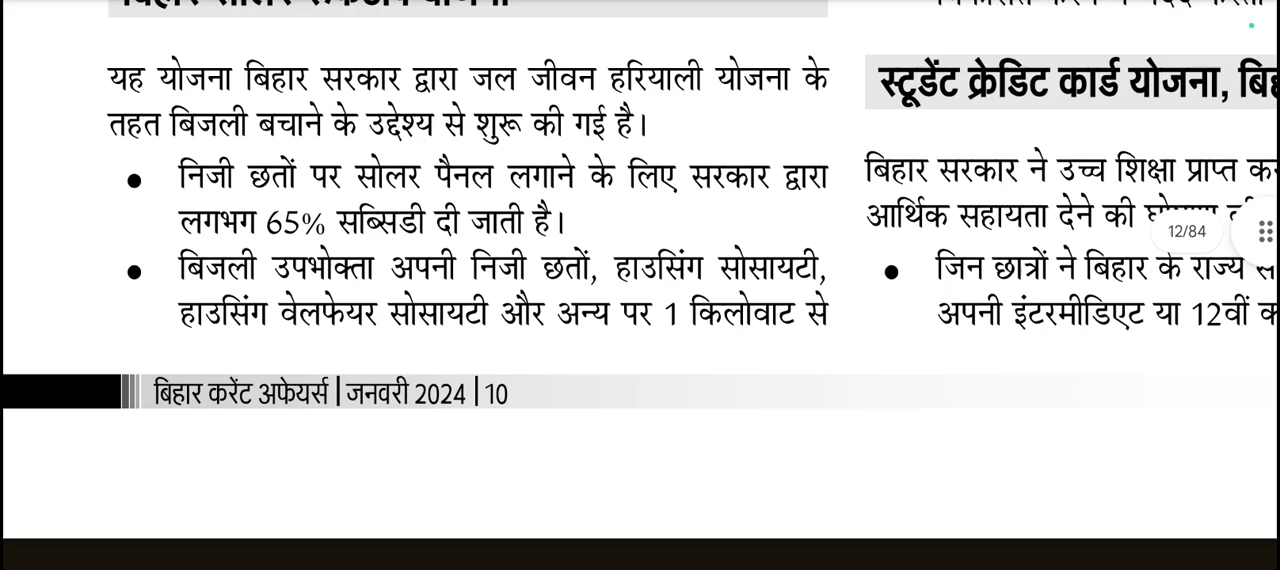 यह योजना बिहार सरकार द्वारा जल जीवन हरियाली योजना के
तहत बिजली बचाने के उद्देश्य से शुरू की गई है।
● निजी छतों पर सोलर पैनल लगाने के लिए सरकार द्वारा
लगभग 65% सब्सिडी दी जाती है।
● बिजली उपभोक्ता अपनी निजी छतों, हाउसिंग सोसायटी,
हाउसिंग वेलफेयर सोसायटी और अन्य पर 1 किलोवाट से
स्टूडेंट क्रेडिट कार्ड योजना,
बिहार सरकार ने उच्च शिक्षा प्राप्त
आर्थिक सहायता देने की
12/84
● जिन छात्रों ने बिहार के राज्य
अपनी इंटरमीडिएट या 12वीं
बिहार करेंट अफेयर्स | जनवरी 2024 | 10